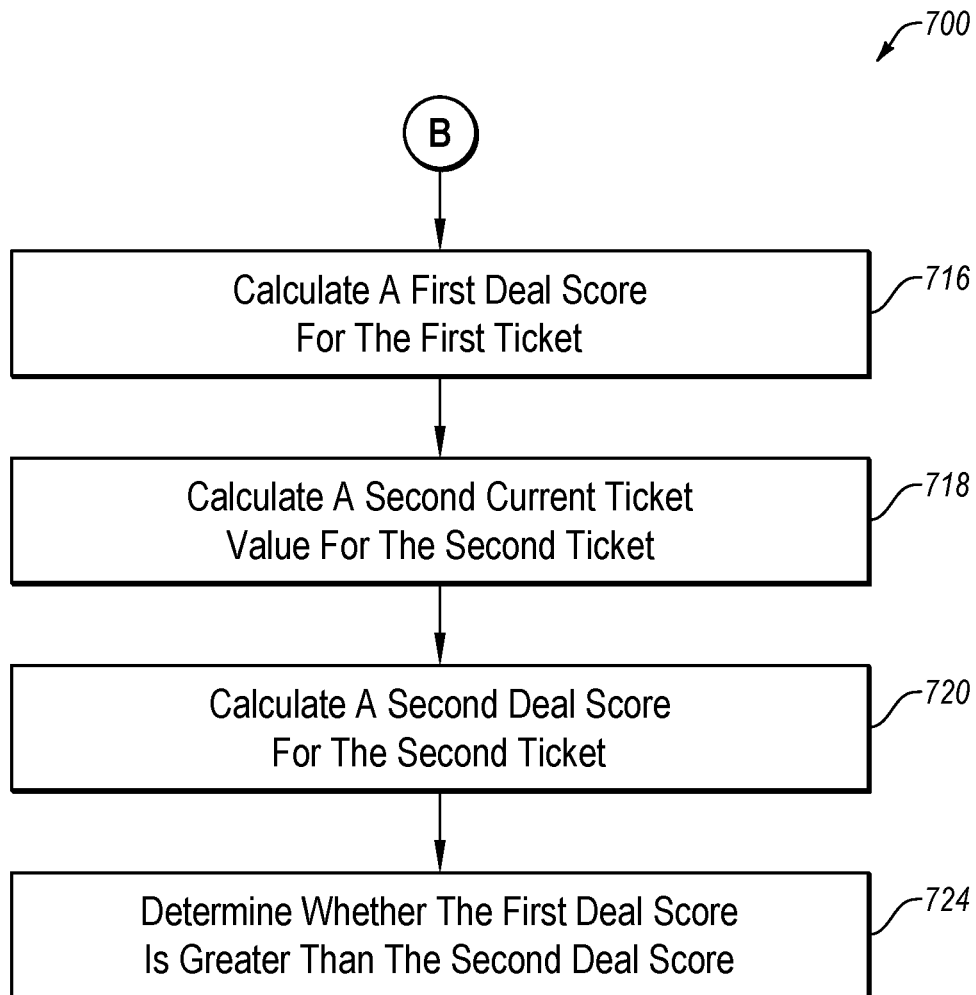 700
B
Calculate A First Deal Score
For The First Ticket
716
Calculate A Second Current Ticket
Value For The Second Ticket
718
Calculate A Second Deal Score
For The Second Ticket
720
Determine Whether The First Deal Score
Is Greater Than The Second Deal Score
724